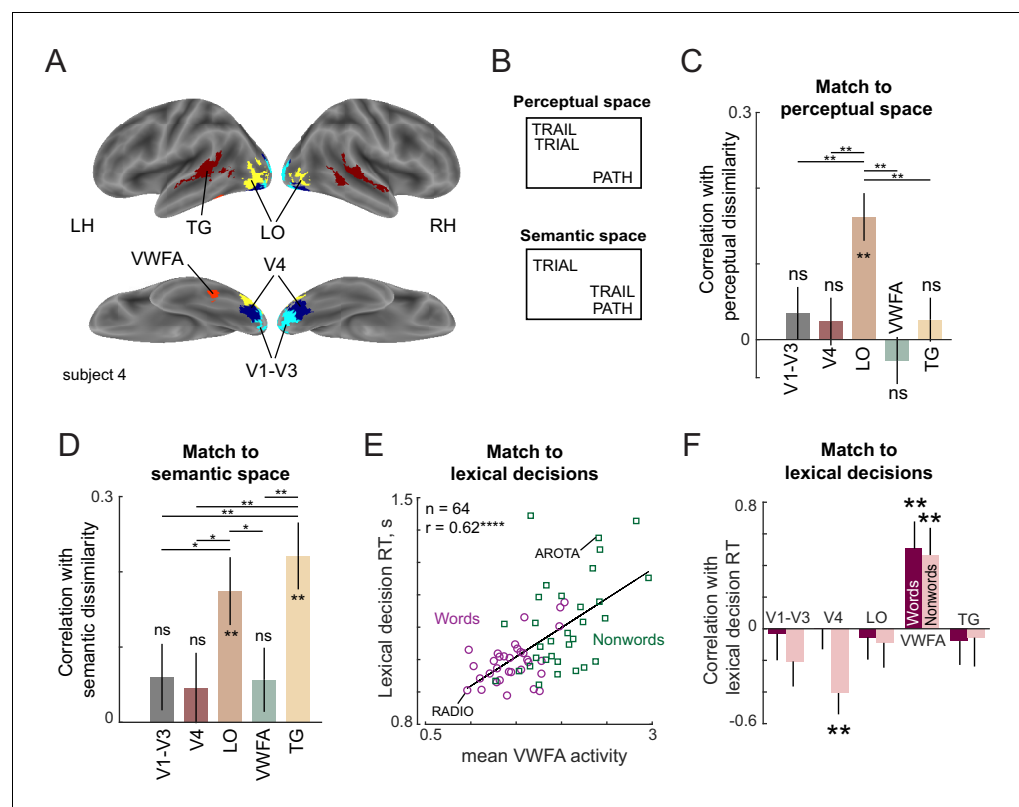 A
LH
TG
LO
RH
VWFA
V4
V1-V3
subject 4
B
Perceptual space
TRAIL
TRIAL
PATH
Semantic space
TRIAL
TRAIL
PATH
C
Match to
perceptual space
Correlation with
perceptual dissimilarity
0.3
0
**
**
**
**
ns
ns
**
ns
ns
V1-V3
V4
LO
VWFA
TG
D
Match to
semantic space
Correlation with
semantic dissimilarity
0.3
0
**
**
**
*
*
*
ns
ns
**
ns
**
V1-V3
V4
LO
VWFA
TG
E
Match to
lexical decisions
Lexical decision RT, s
1.5
0.8
n = 64
r = 0.62****
AROTA
Words
Nonwords
RADIO
0.5
3
mean VWFA activity
F
Match to
lexical decisions
Correlation with
lexical decision RT
0.8
0
-0.6
**
**
Words
Nonwords
V1-V3
V4
LO
VWFA
TG
**